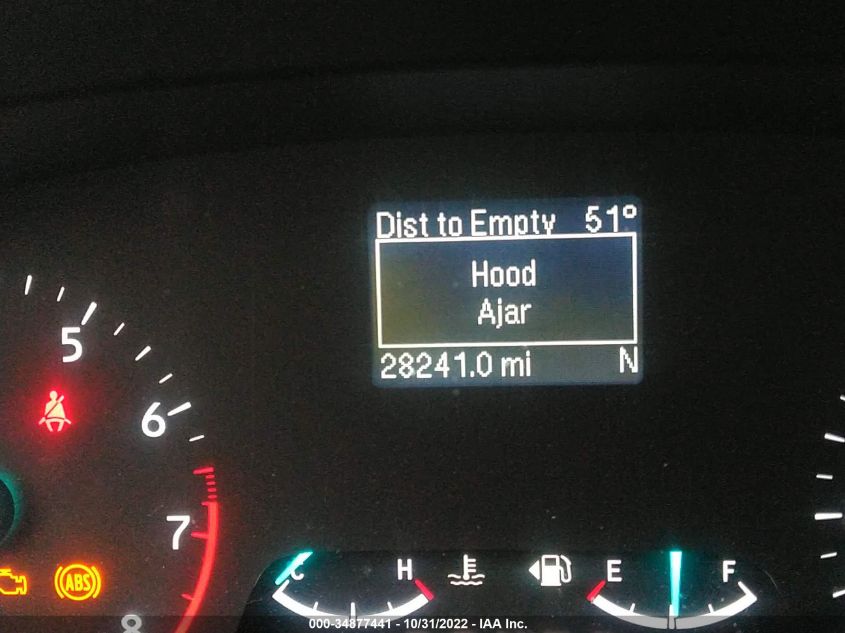 Dist to Empty 51°
Hood
Ajar
28241.0 mi N
5
6
7
8
ABS
C H E F
000-34877441 - 10/31/2022 - IAA Inc.